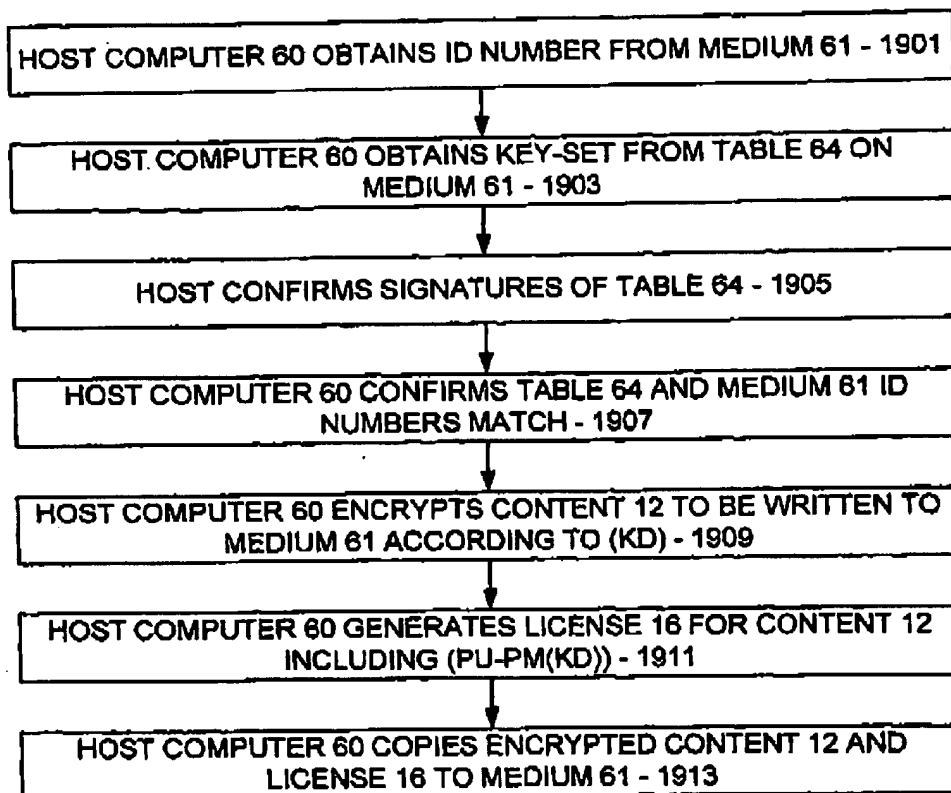 HOST COMPUTER 60 OBTAINS ID NUMBER FROM MEDIUM 61 - 1901
HOST COMPUTER 60 OBTAINS KEY-SET FROM TABLE 64 ON
MEDIUM 61 - 1903
HOST CONFIRMS SIGNATURES OF TABLE 64 - 1905
HOST COMPUTER 60 CONFIRMS TABLE 64 AND MEDIUM 61 ID
NUMBERS MATCH - 1907
HOST COMPUTER 60 ENCRYPTS CONTENT 12 TO BE WRITTEN TO
MEDIUM 61 ACCORDING TO (KD) - 1909
HOST COMPUTER 60 GENERATES LICENSE 16 FOR CONTENT 12
INCLUDING (PU-PM(KD)) - 1911
HOST COMPUTER 60 COPIES ENCRYPTED CONTENT 12 AND
LICENSE 16 TO MEDIUM 61 - 1913